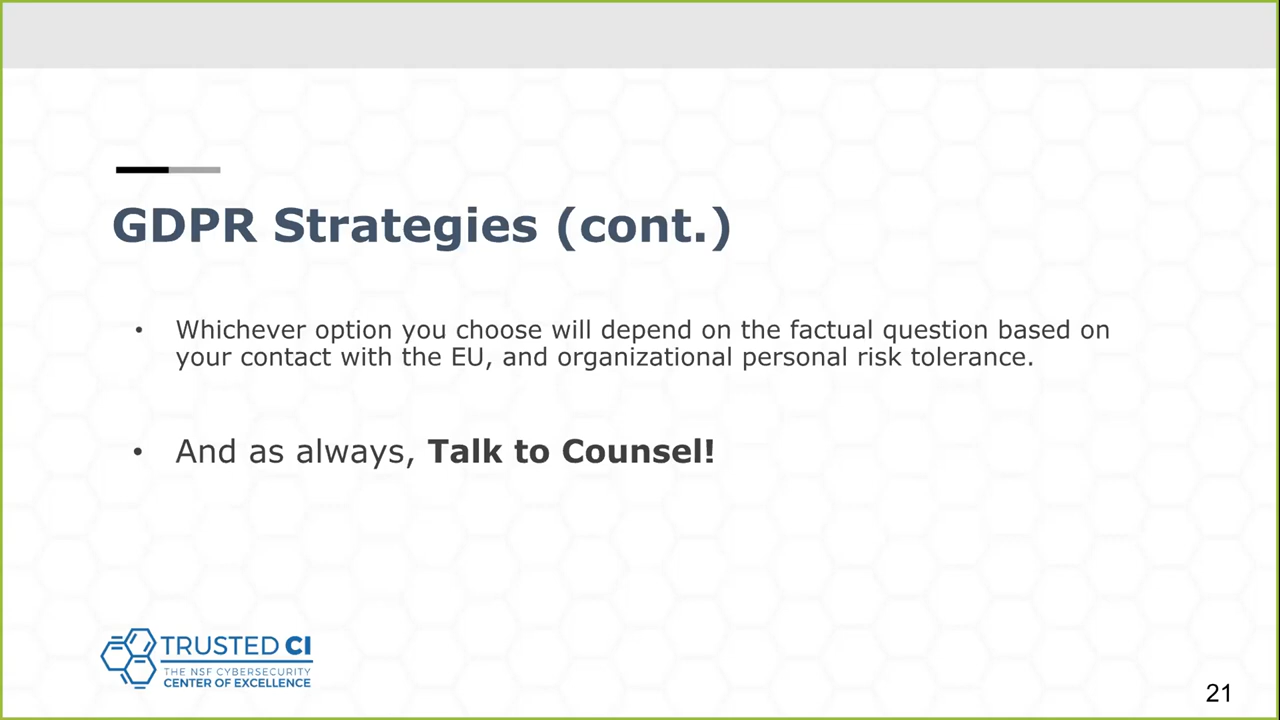 GDPR Strategies (cont.)
• Whichever option you choose will depend on the factual question based on
your contact with the EU, and organizational personal risk tolerance.
• And as always, Talk to Counsel!
TRUSTED CI
THE NSF CYBERSECURITY
CENTER OF EXCELLENCE
21